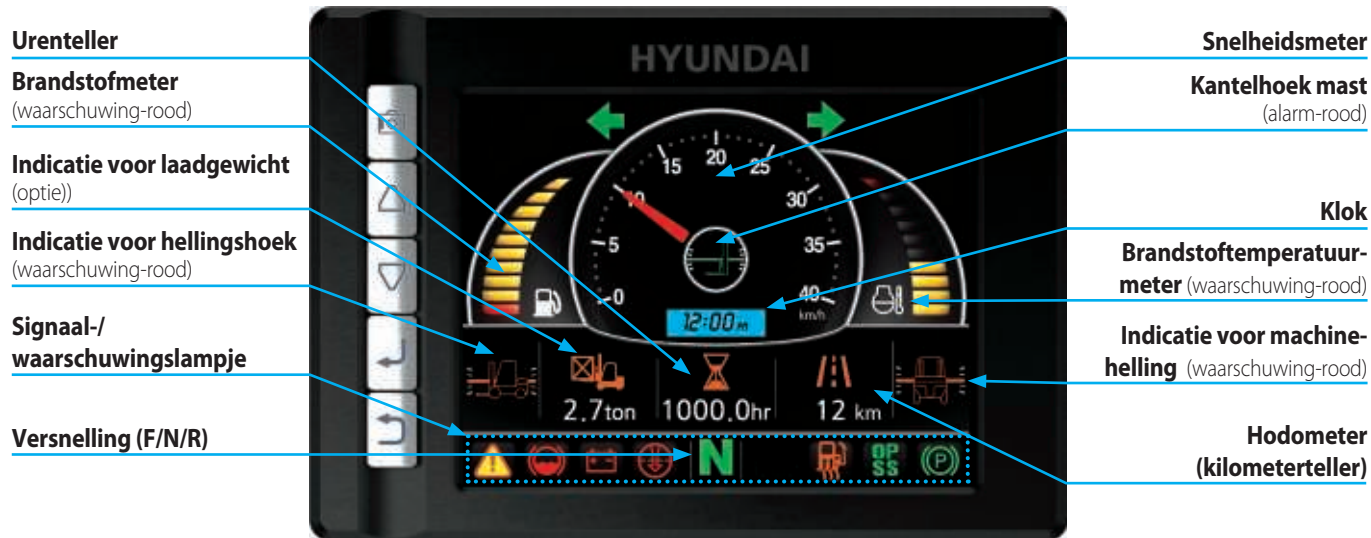 Urenteller
Brandstofmeter
(waarschuwing-rood)
Indicatie voor laadgewicht
(optie))
Indicatie voor hellingshoek
(waarschuwing-rood)
Signaal-/
waarschuwingslampje
Versnelling (F/N/R)
HYUNDAI
0
5
10
15
20
25
30
35
40
km/h
12:00
2.7ton
1000.0hr
12 km
N
OP
SS
P
Snelheidsmeter
Kantelhoek mast
(alarm-rood)
Klok
Brandstoftemperatuur-
meter (waarschuwing-rood)
Indicatie voor machine-
helling (waarschuwing-rood)
Hodometer
(kilometerteller)